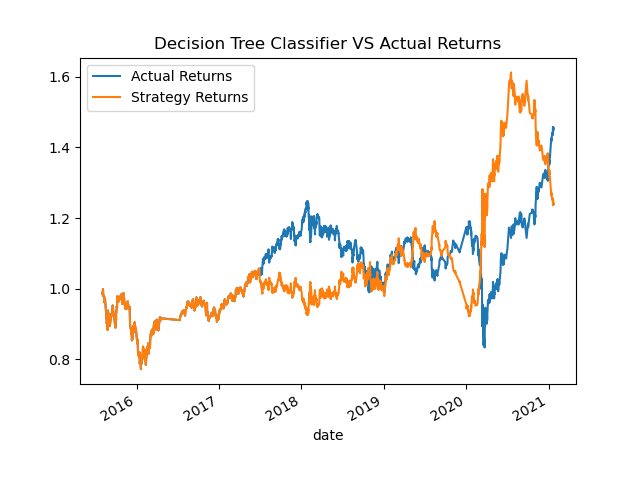 Decision Tree Classifier VS Actual Returns
Actual Returns
Strategy Returns
1.6
1.4
1.2
1.0
0.8
2016
2017
2018
2019
2020
2021
date